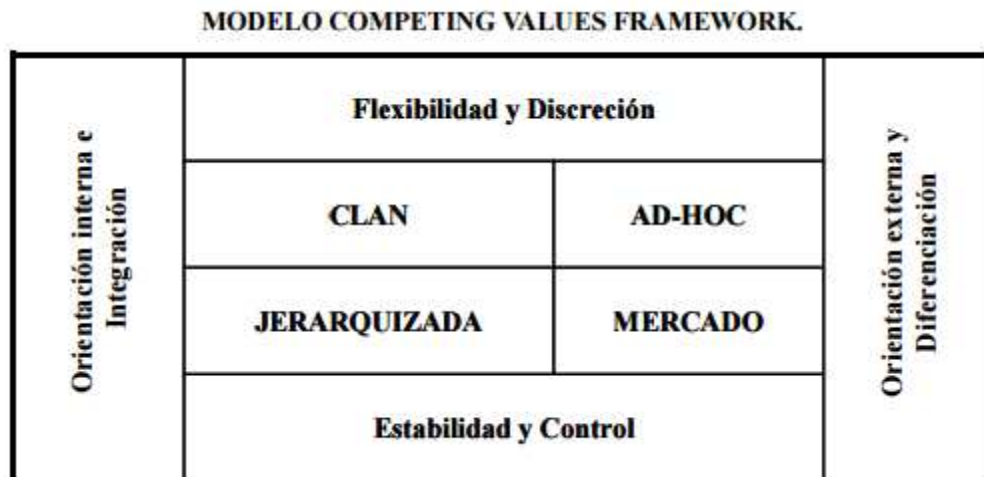 MODELO COMPETING VALUES FRAMEWORK.
Orientación interna e
Integración
Flexibilidad y Discreción
CLAN
AD-HOC
JERARQUIZADA
MERCADO
Estabilidad y Control
Orientación externa y
Diferenciación